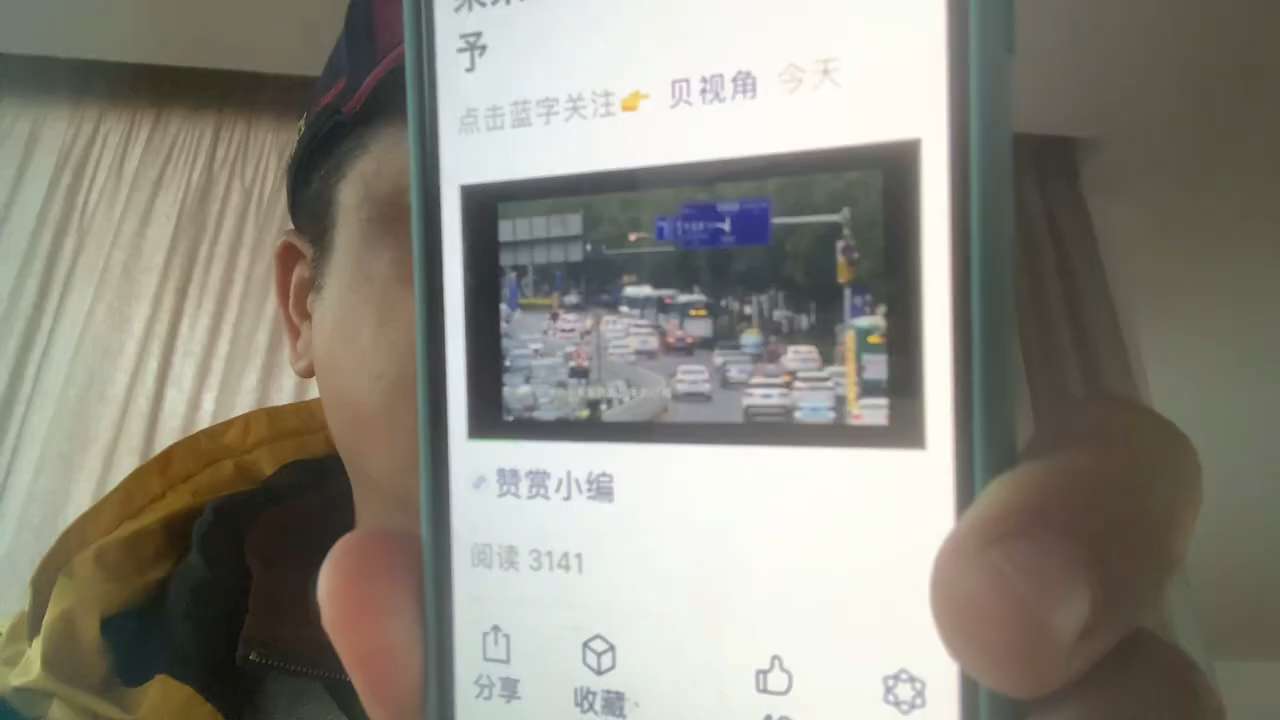 予
点击蓝字关注👉 贝视角 今天
赞赏小编
阅读 3141
分享 收藏